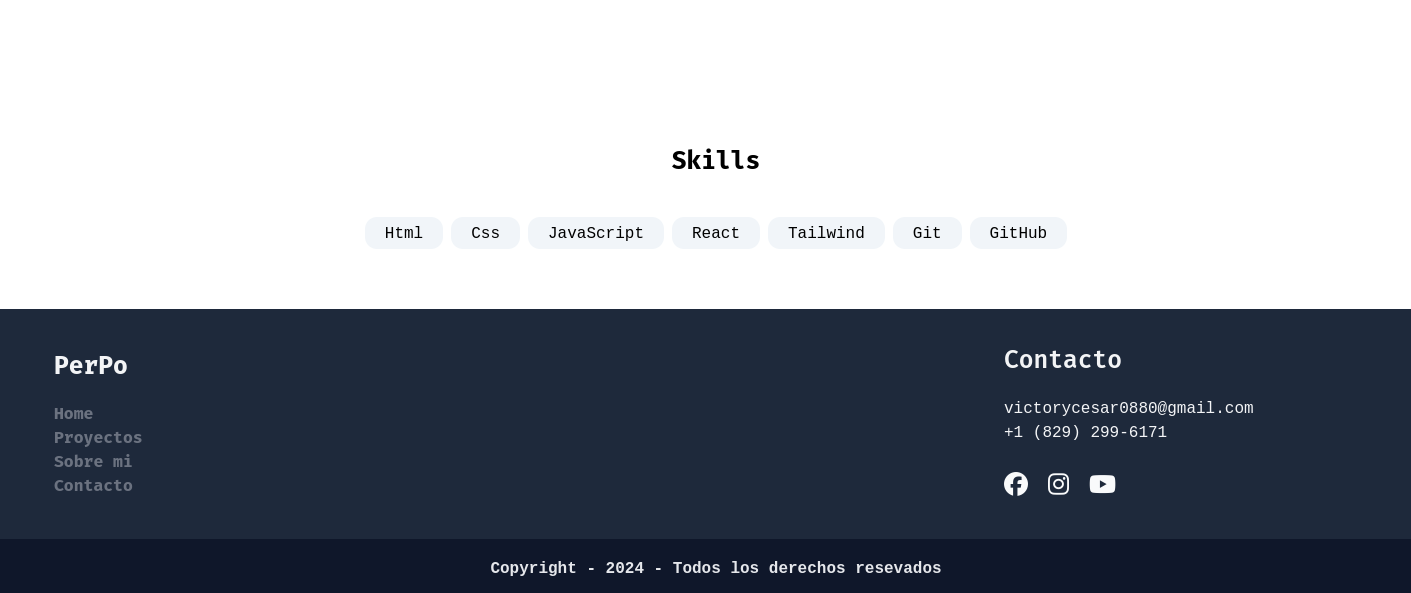 Skills
Html Css JavaScript React Tailwind Git GitHub
PerPo
Home
Proyectos
Sobre mi
Contacto
Contacto
victorycesar0880@gmail.com
+1 (829) 299-6171
Copyright - 2024 - Todos los derechos resevados